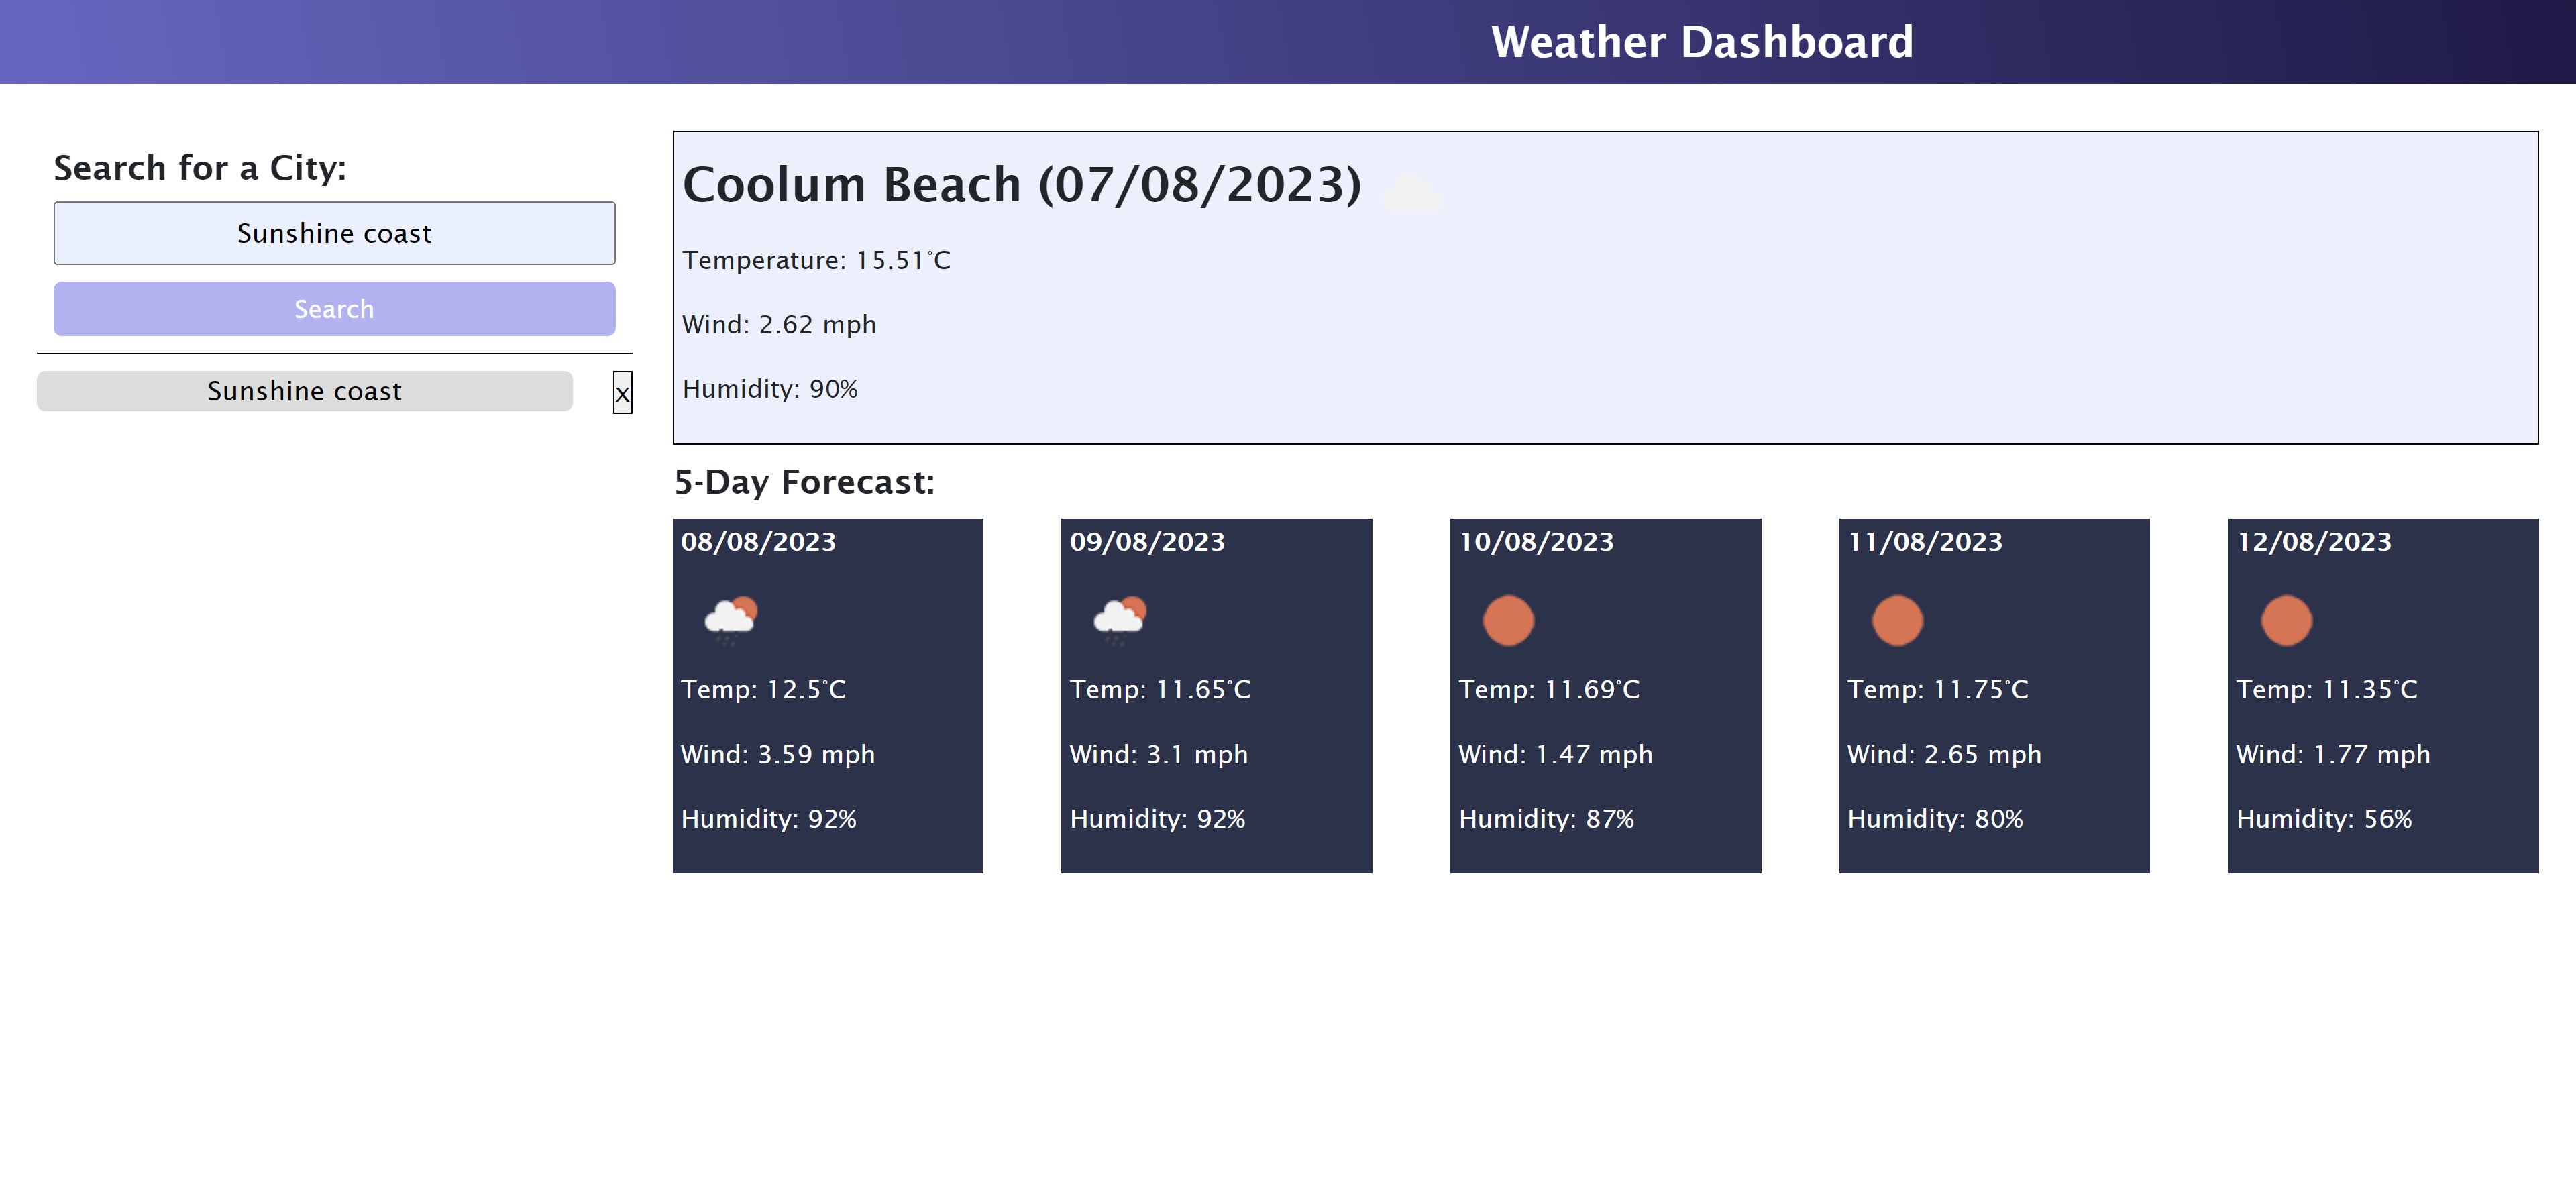 Weather Dashboard
Search for a City:
Sunshine coast
Search
Sunshine coast
x
Coolum Beach (07/08/2023)
Temperature: 15.51°C
Wind: 2.62 mph
Humidity: 90%
5-Day Forecast:
08/08/2023
Temp: 12.5°C
Wind: 3.59 mph
Humidity: 92%
09/08/2023
Temp: 11.65°C
Wind: 3.1 mph
Humidity: 92%
10/08/2023
Temp: 11.69°C
Wind: 1.47 mph
Humidity: 87%
11/08/2023
Temp: 11.75°C
Wind: 2.65 mph
Humidity: 80%
12/08/2023
Temp: 11.35°C
Wind: 1.77 mph
Humidity: 56%